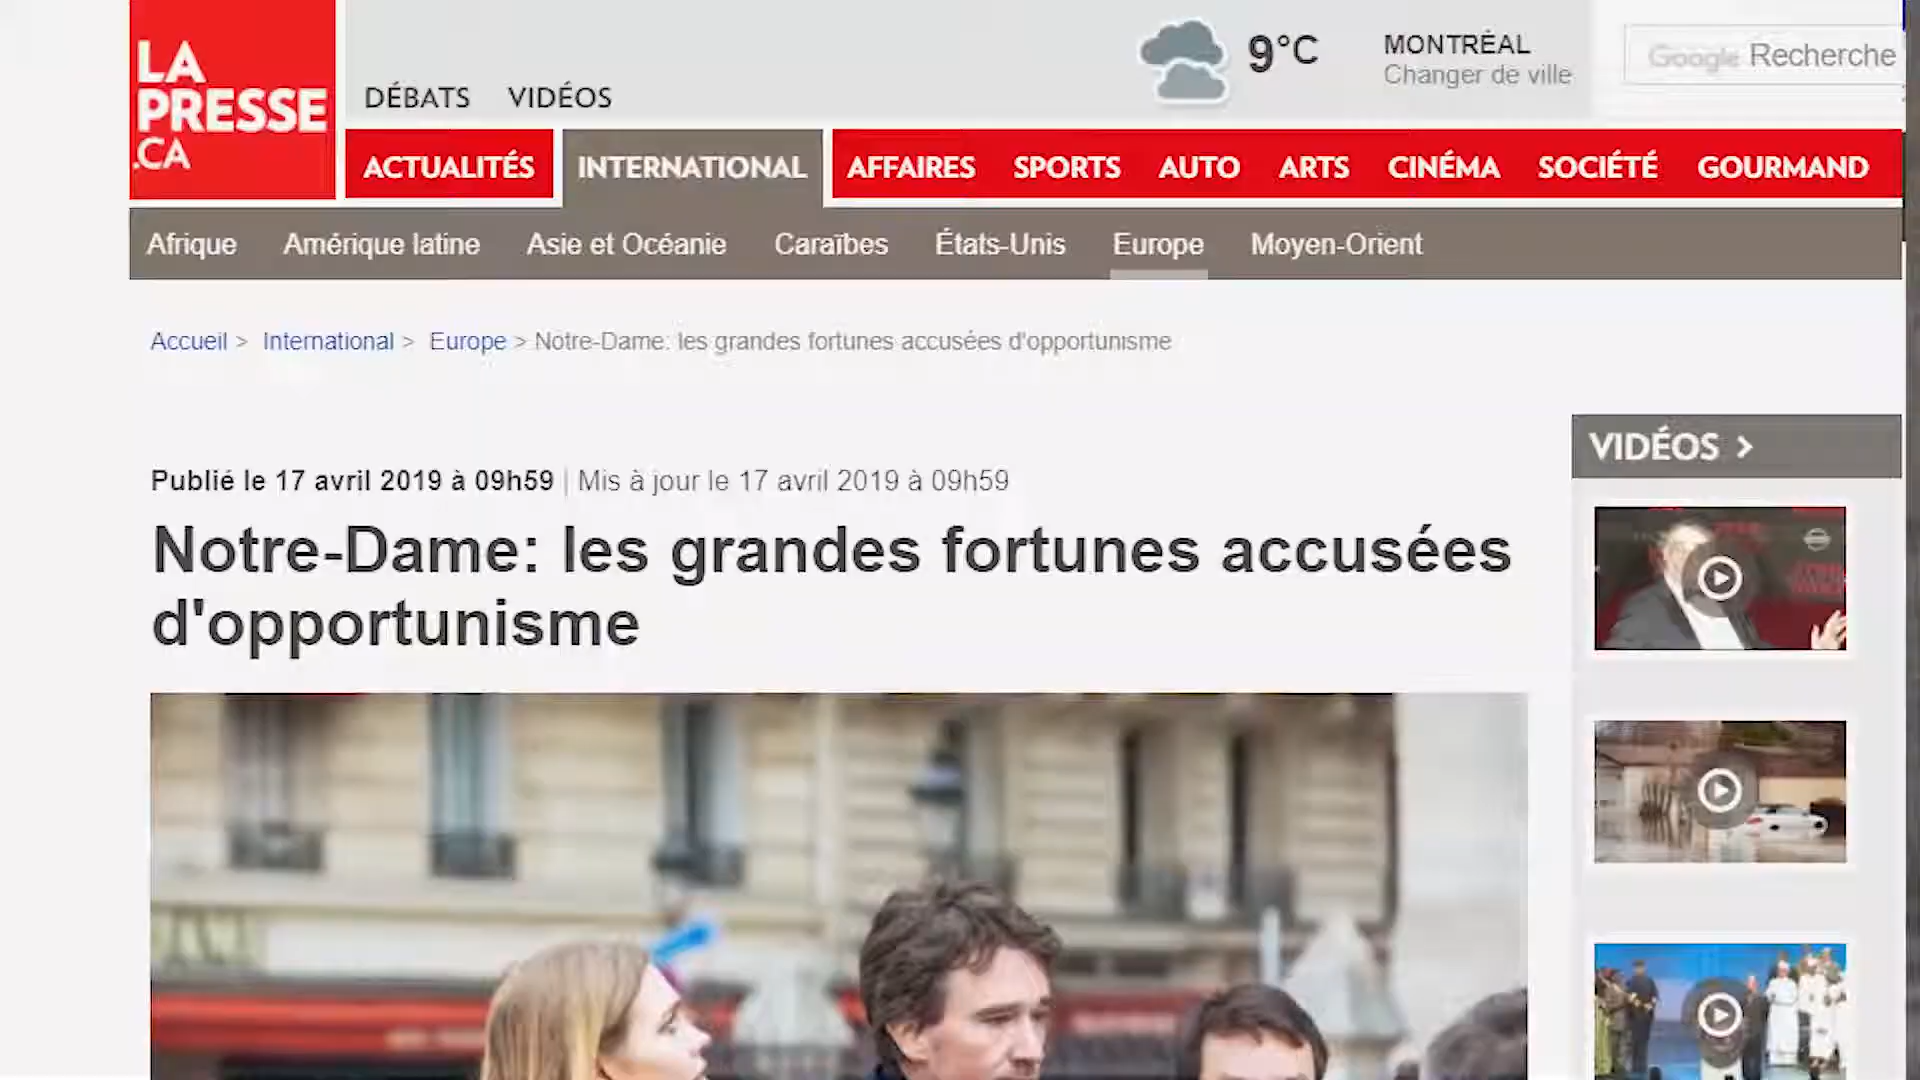 LA
PRESSE
.CA
DÉBATS VIDÉOS
9°C
MONTRÉAL
Changer de ville
Google Recherche
ACTUALITÉS INTERNATIONAL AFFAIRES SPORTS AUTO ARTS CINÉMA SOCIÉTÉ GOURMAND
Afrique Amérique latine Asie et Océanie Caraïbes États-Unis Europe Moyen-Orient
Accueil > International > Europe > Notre-Dame: les grandes fortunes accusées d'opportunisme
Publié le 17 avril 2019 à 09h59 | Mis à jour le 17 avril 2019 à 09h59
Notre-Dame: les grandes fortunes accusées
d'opportunisme
VIDÉOS >